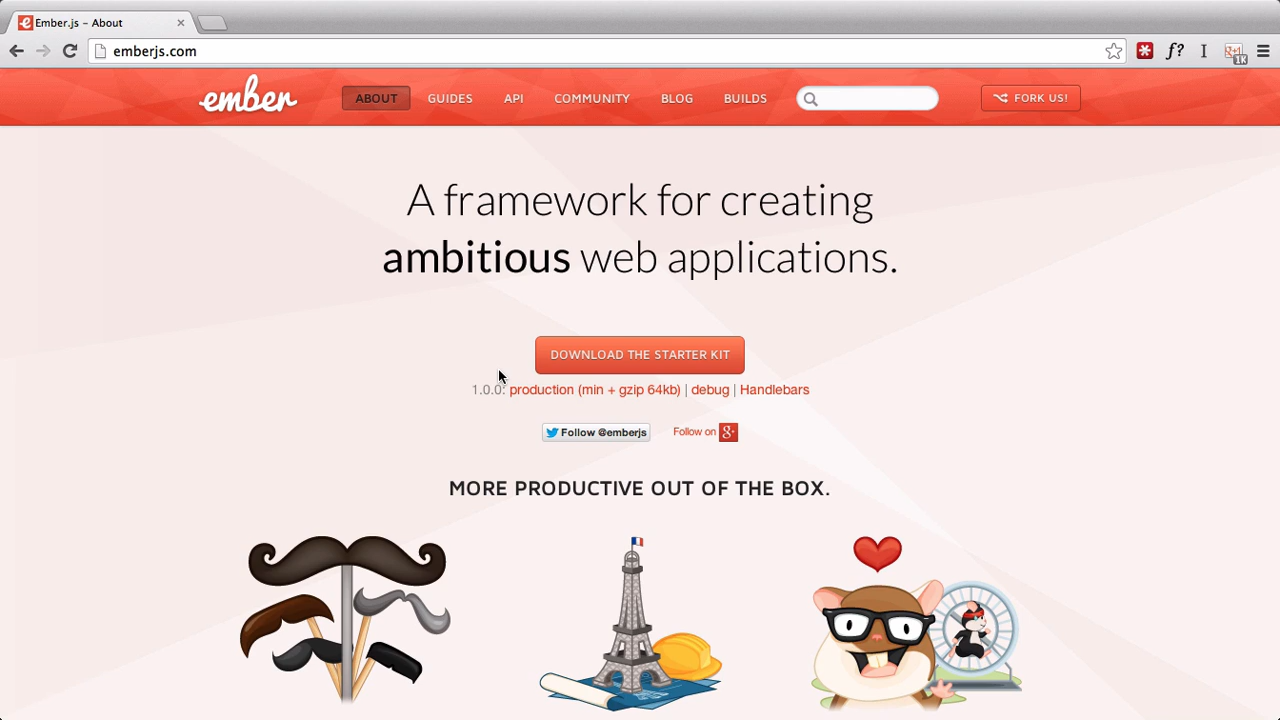 Ember.js – About
emberjs.com
f?
1K
ember
ABOUT GUIDES API COMMUNITY BLOG BUILDS FORK US!
A framework for creating
ambitious web applications.
DOWNLOAD THE STARTER KIT
1.0.0: production (min + gzip 64kb) | debug | Handlebars
Follow @emberjs Follow on g+
MORE PRODUCTIVE OUT OF THE BOX.